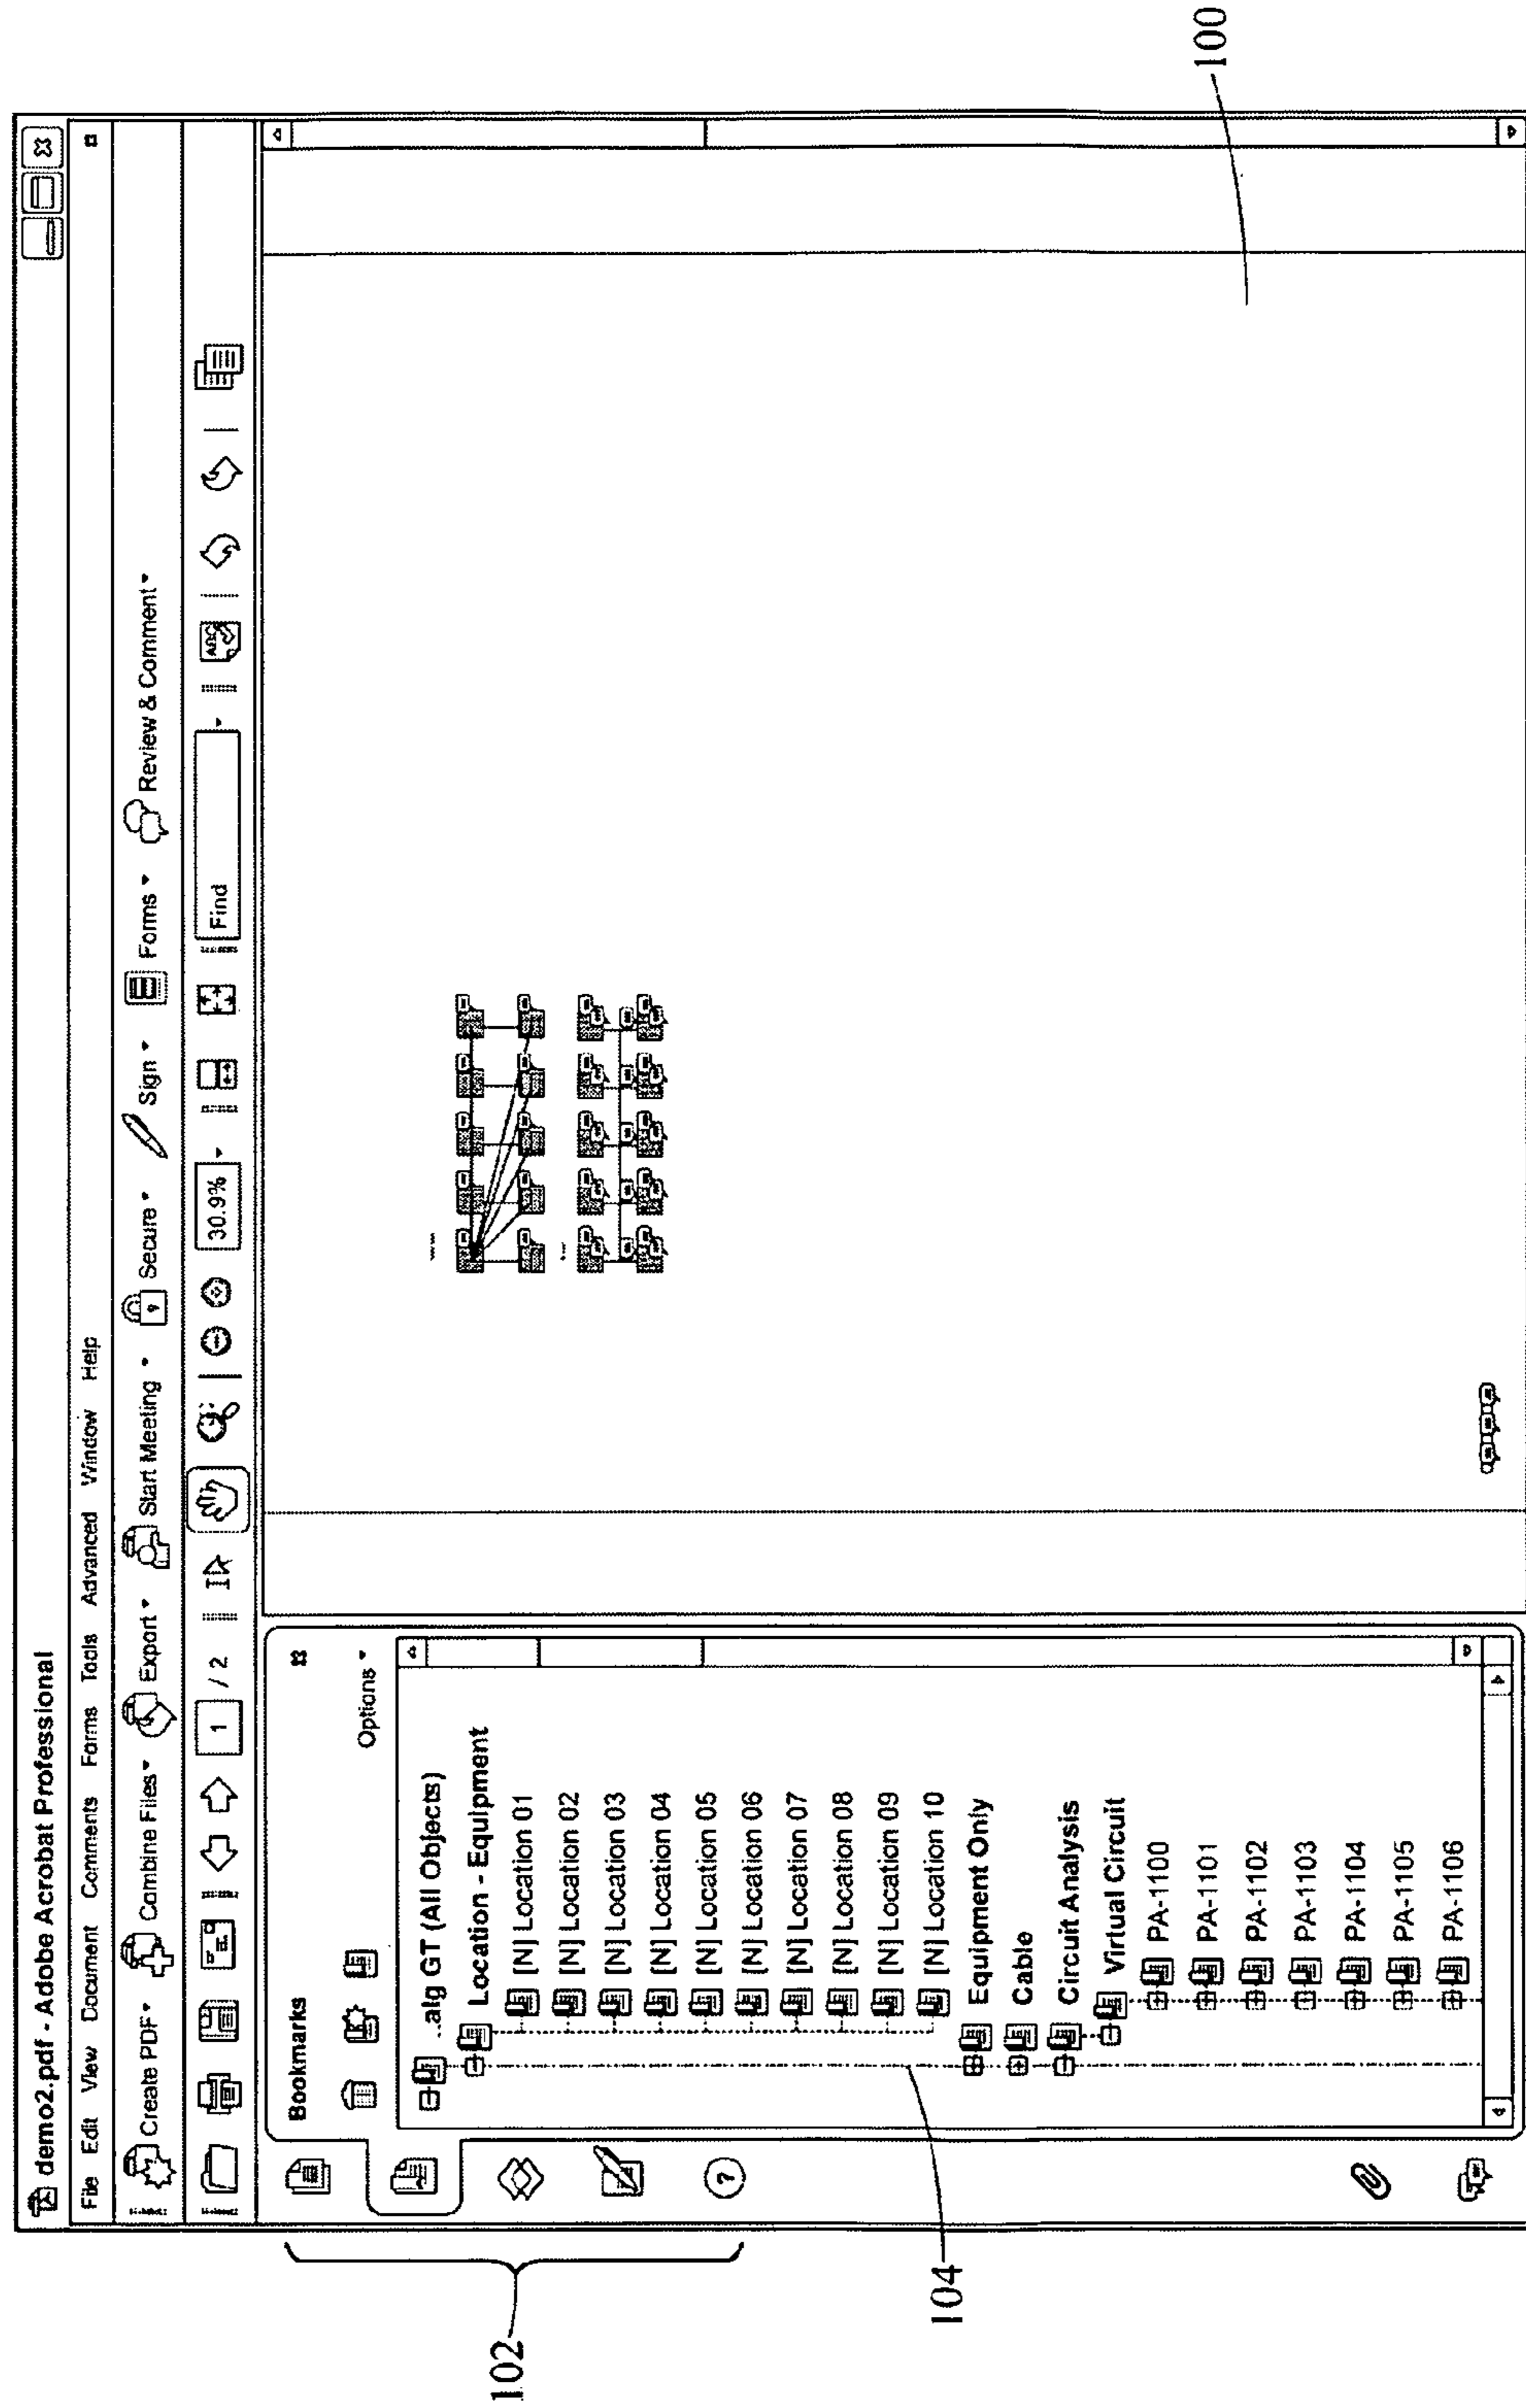 demo2.pdf - Adobe Acrobat Professional
File Edit View Document Comments Forms Tools Advanced Window Help
Create PDF Combine Files Export Start Meeting Secure Sign Forms Review & Comment
1 / 2 30.9% Find ABC
Bookmarks
Options
..alg GT (All Objects)
Location - Equipment
[N] Location 01
[N] Location 02
[N] Location 03
[N] Location 04
[N] Location 05
[N] Location 06
[N] Location 07
[N] Location 08
[N] Location 09
[N] Location 10
Equipment Only
Cable
Circuit Analysis
Virtual Circuit
PA-1100
PA-1101
PA-1102
PA-1103
PA-1104
PA-1105
PA-1106
102
104
100